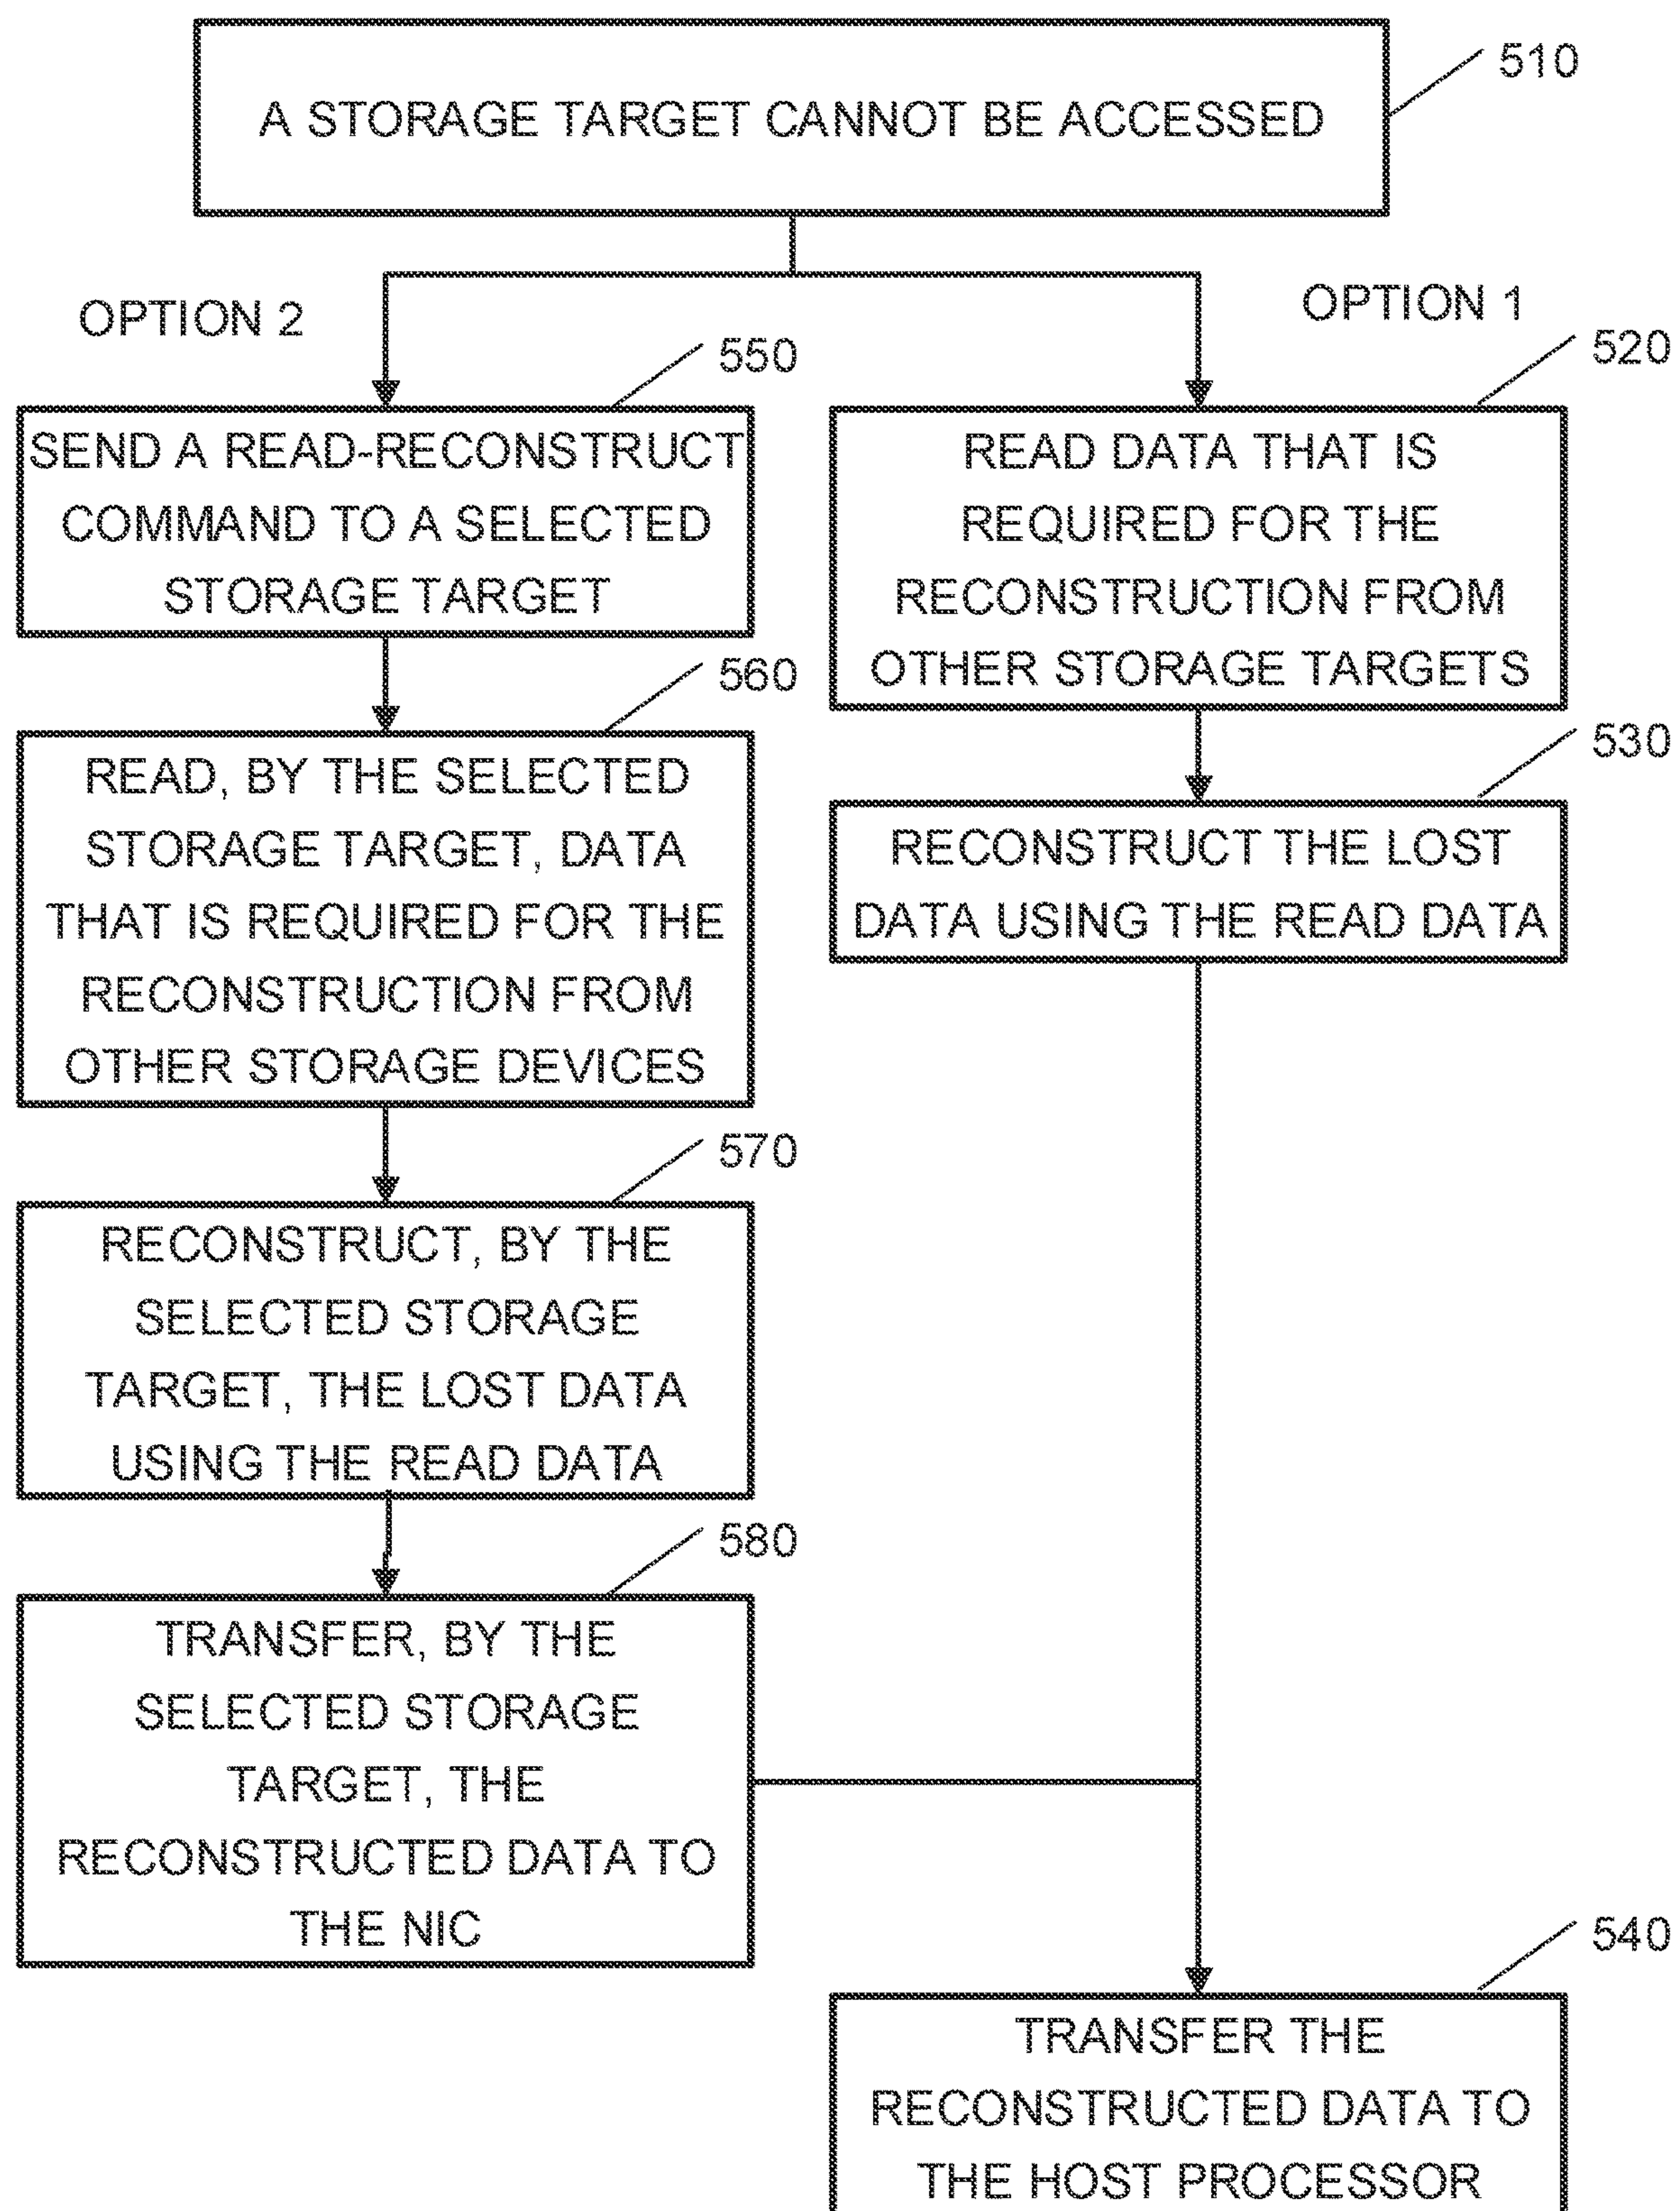 A STORAGE TARGET CANNOT BE ACCESSED
510
OPTION 2
OPTION 1
550
520
SEND A READ-RECONSTRUCT
COMMAND TO A SELECTED
STORAGE TARGET
READ DATA THAT IS
REQUIRED FOR THE
RECONSTRUCTION FROM
OTHER STORAGE TARGETS
560
530
READ, BY THE SELECTED
STORAGE TARGET, DATA
THAT IS REQUIRED FOR THE
RECONSTRUCTION FROM
OTHER STORAGE DEVICES
RECONSTRUCT THE LOST
DATA USING THE READ DATA
570
RECONSTRUCT, BY THE
SELECTED STORAGE
TARGET, THE LOST DATA
USING THE READ DATA
580
TRANSFER, BY THE
SELECTED STORAGE
TARGET, THE
RECONSTRUCTED DATA TO
THE NIC
540
TRANSFER THE
RECONSTRUCTED DATA TO
THE HOST PROCESSOR